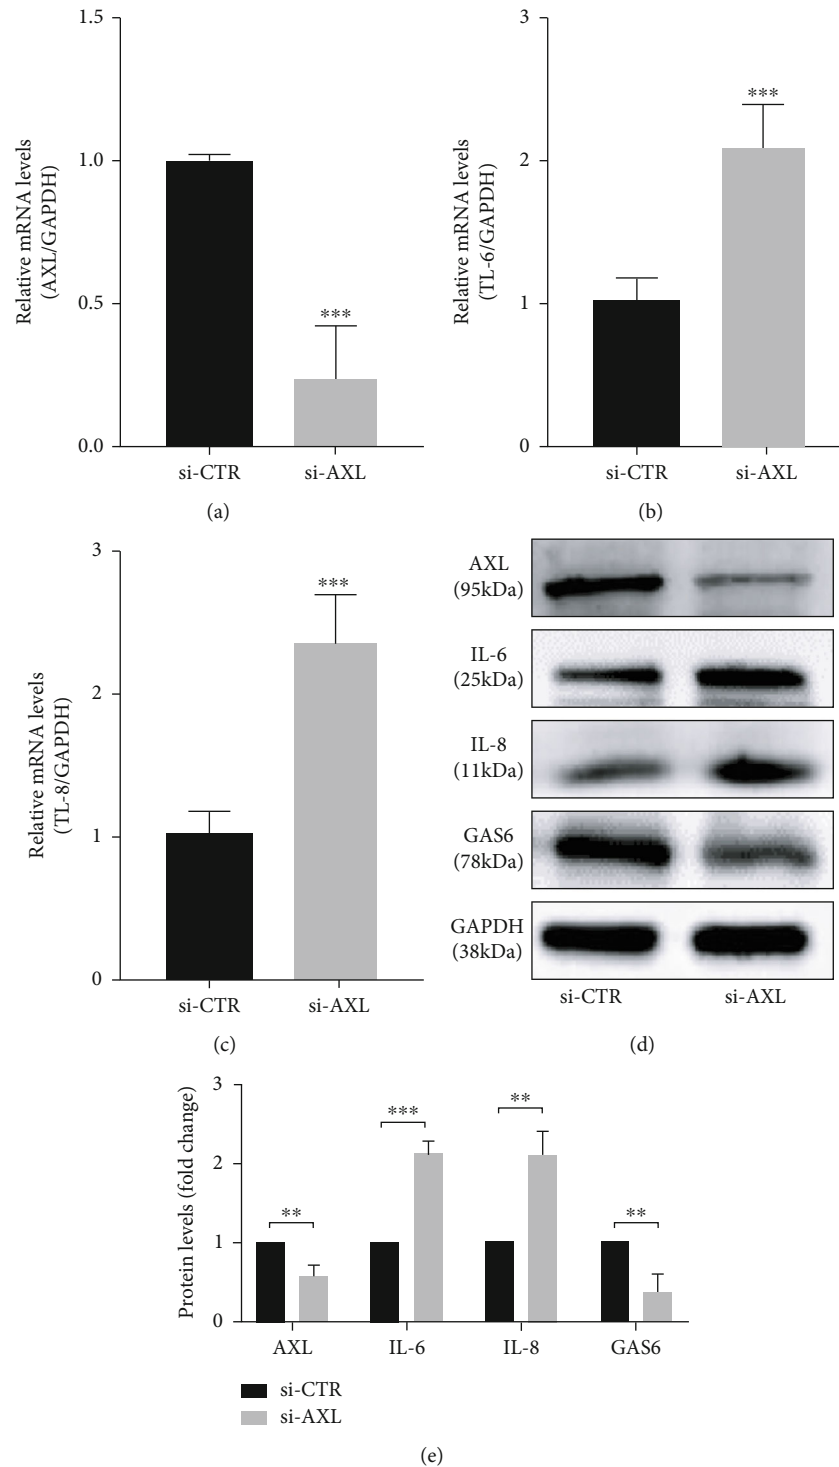 1.5
1.0
0.5
0.0
Relative mRNA levels
(AXL/GAPDH)
***
si-CTR
si-AXL
(a)
3
2
1
0
Relative mRNA levels
(TL-6/GAPDH)
***
si-CTR
si-AXL
(b)
3
2
1
0
Relative mRNA levels
(TL-8/GAPDH)
***
si-CTR
si-AXL
(c)
AXL
(95kDa)
IL-6
(25kDa)
IL-8
(11kDa)
GAS6
(78kDa)
GAPDH
(38kDa)
si-CTR
si-AXL
(d)
3
2
1
0
Protein levels (fold change)
**
***
**
**
AXL
IL-6
IL-8
GAS6
si-CTR
si-AXL
(e)